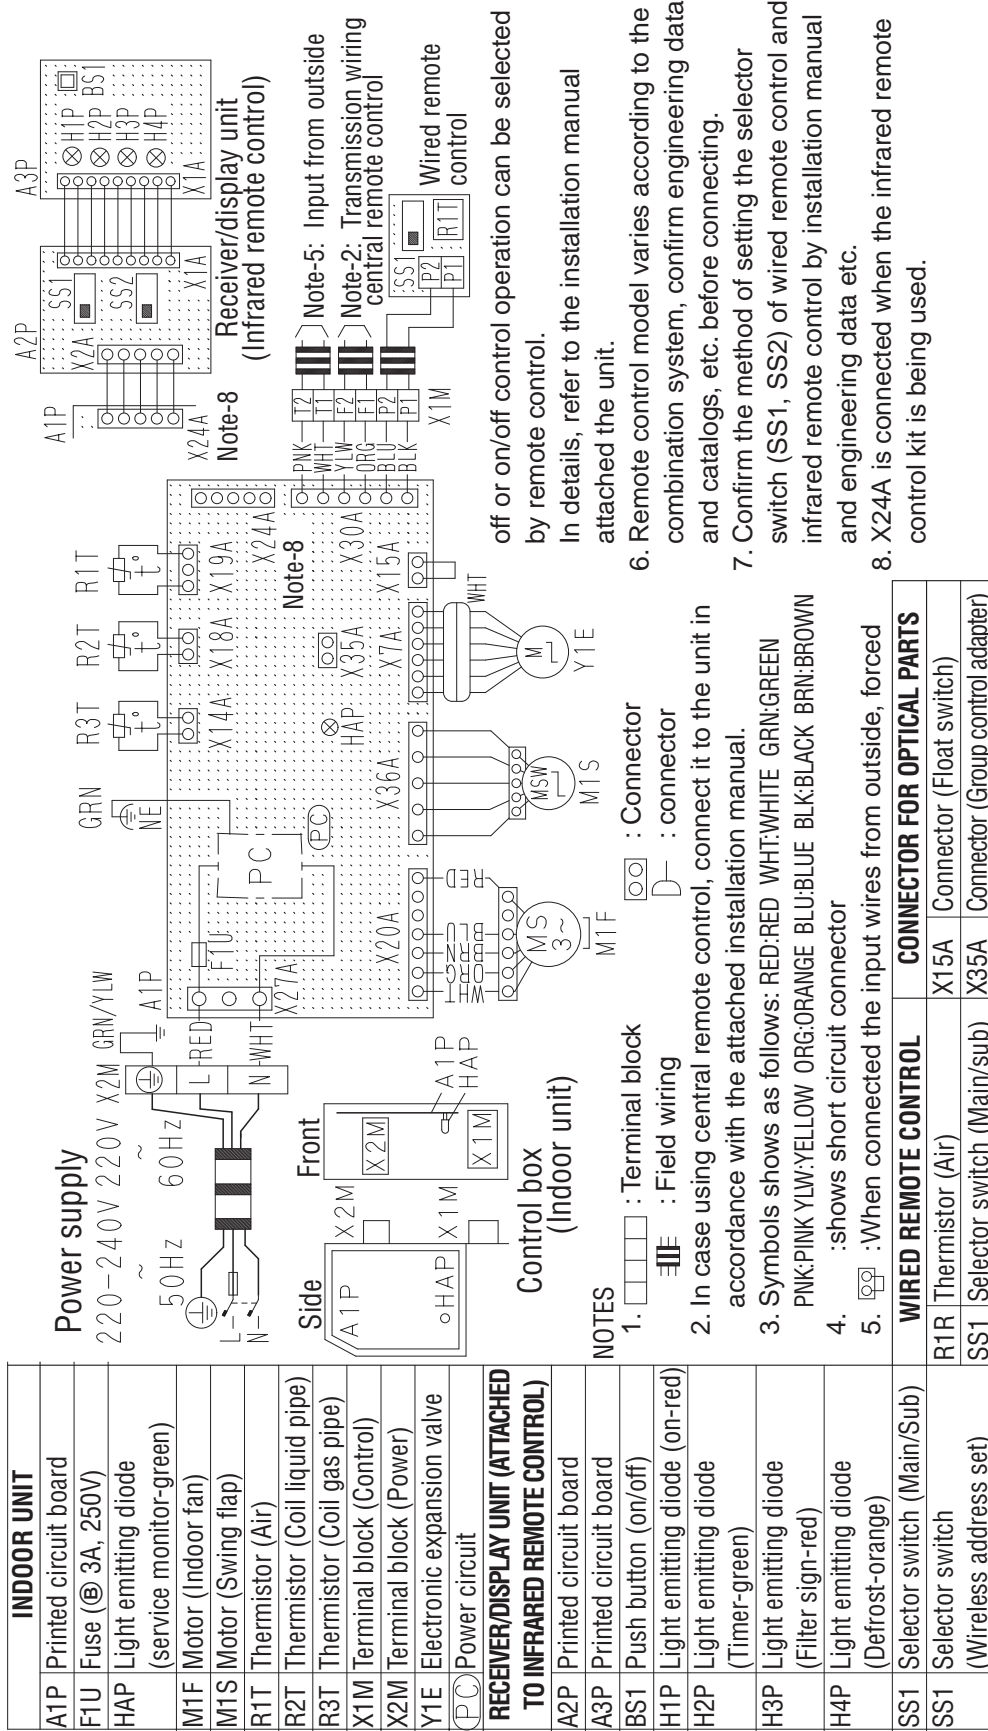 INDOOR UNIT
A1P Printed circuit board
F1U Fuse (Ⓑ 3A, 250V)
HAP Light emitting diode
(service monitor-green)
M1F Motor (Indoor fan)
M1S Motor (Swing flap)
R1T Thermistor (Air)
R2T Thermistor (Coil liquid pipe)
R3T Thermistor (Coil gas pipe)
X1M Terminal block (Control)
X2M Terminal block (Power)
Y1E Electronic expansion valve
PC Power circuit
RECEIVER/DISPLAY UNIT (ATTACHED
TO INFRARED REMOTE CONTROL)
A2P Printed circuit board
A3P Printed circuit board
BS1 Push button (on/off)
H1P Light emitting diode (on-red)
H2P Light emitting diode
(Timer-green)
H3P Light emitting diode
(Filter sign-red)
H4P Light emitting diode
(Defrost-orange)
SS1 Selector switch (Main/Sub)
SS1 Selector switch
(Wireless address set)
WIRED REMOTE CONTROL
R1R Thermistor (Air)
SS1 Selector switch (Main/sub)
CONNECTOR FOR OPTICAL PARTS
X15A Connector (Float switch)
X35A Connector (Group control adapter)
Power supply
220-240V 220V
~ ~
50Hz 60Hz
L
N
X2M
GRN/YLW
L RED
N WHT
A1P
F1U
X27A
PC
PC
GRN
NE
R3T
t°
X14A
R2T
t°
X18A
R1T
t°
X19A
HAP
X35A
X24A
Note-8
X30A
X20A
X36A
X7A
X15A
WHT
ORG
BRN
BLU
RED
MS
3~
M1F
MSW
M1S
M
Y1E
WHT
PNK
WHT
YLW
ORG
BLU
BLK
T2
T1
F2
F1
P2
P1
X1M
A1P
X24A
Note-8
A2P
X2A
SS1
SS2
X1A
A3P
BS1
H1P
H2P
H3P
H4P
X1A
Receiver/display unit
(Infrared remote control)
Note-5: Input from outside
Note-2: Transmission wiring
central remote control
Wired remote
control
SS1
P2
P1
R1T
Side
A1P
HAP
X2M
X1M
Front
X2M
X1M
A1P
HAP
Control box
(Indoor unit)
NOTES
1. : Terminal block : Connector
: Field wiring : connector
2. In case using central remote control, connect it to the unit in
accordance with the attached installation manual.
3. Symbols shows as follows: RED:RED WHT:WHITE GRN:GREEN
PNK:PINK YLW:YELLOW ORG:ORANGE BLU:BLUE BLK:BLACK BRN:BROWN
4. :shows short circuit connector
5. :When connected the input wires from outside, forced
off or on/off control operation can be selected
by remote control.
In details, refer to the installation manual
attached the unit.
6. Remote control model varies according to the
combination system, confirm engineering data
and catalogs, etc. before connecting.
7. Confirm the method of setting the selector
switch (SS1, SS2) of wired remote control and
infrared remote control by installation manual
and engineering data etc.
8. X24A is connected when the infrared remote
control kit is being used.